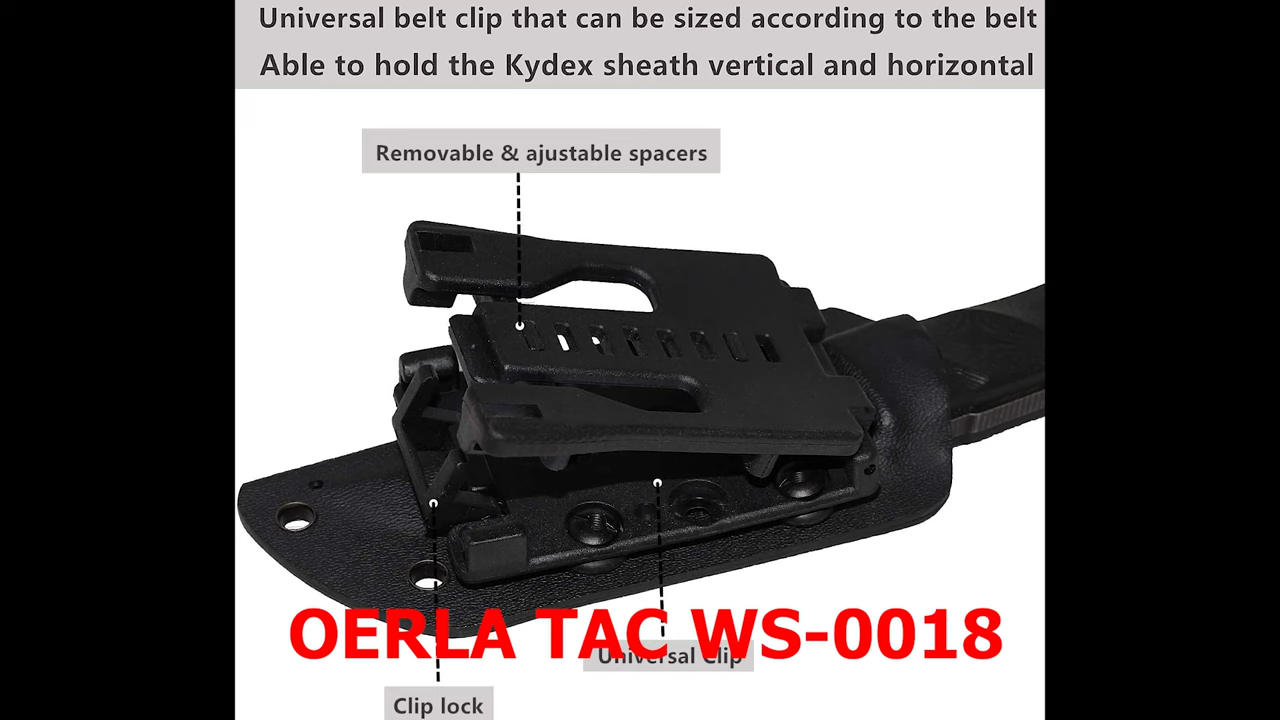 Universal belt clip that can be sized according to the belt
Able to hold the Kydex sheath vertical and horizontal
Removable & ajustable spacers
OERLA TAC WS-0018
Universal Clip
Clip lock